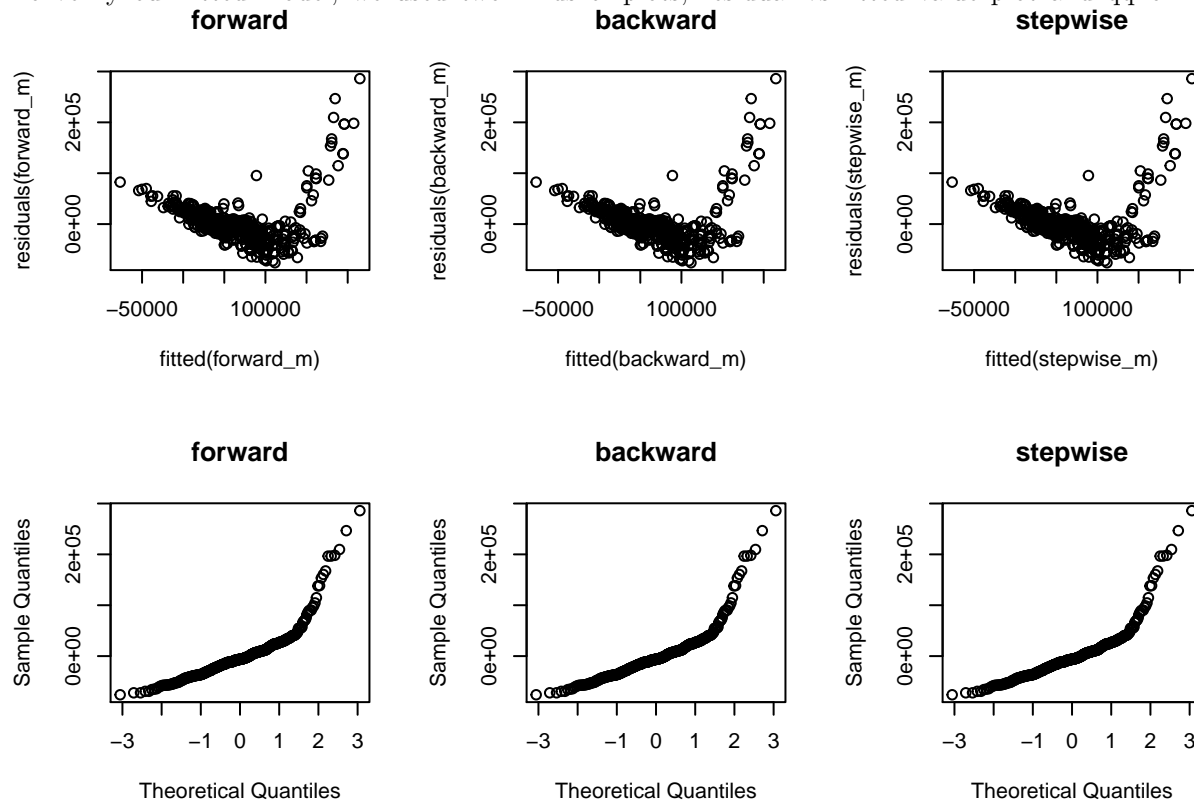 forward backward stepwise
residuals(forward_m) residuals(backward_m) residuals(stepwise_m)
2e+05 2e+05 2e+05
0e+00 0e+00 0e+00
−50000 100000 −50000 100000 −50000 100000
fitted(forward_m) fitted(backward_m) fitted(stepwise_m)
forward backward stepwise
Sample Quantiles Sample Quantiles Sample Quantiles
2e+05 2e+05 2e+05
0e+00 0e+00 0e+00
−3 −1 0 1 2 3 −3 −1 0 1 2 3 −3 −1 0 1 2 3
Theoretical Quantiles Theoretical Quantiles Theoretical Quantiles